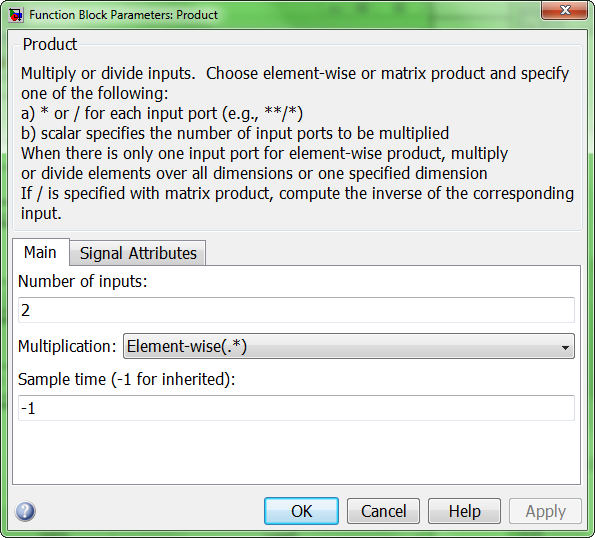 Function Block Parameters: Product
Product
Multiply or divide inputs.  Choose element-wise or matrix product and specify
one of the following:
a) * or / for each input port (e.g., **/*)
b) scalar specifies the number of input ports to be multiplied
When there is only one input port for element-wise product, multiply
or divide elements over all dimensions or one specified dimension
If / is specified with matrix product, compute the inverse of the corresponding
input.
Main Signal Attributes
Number of inputs:
2
Multiplication: Element-wise(.*)
Sample time (-1 for inherited):
-1
? OK Cancel Help Apply